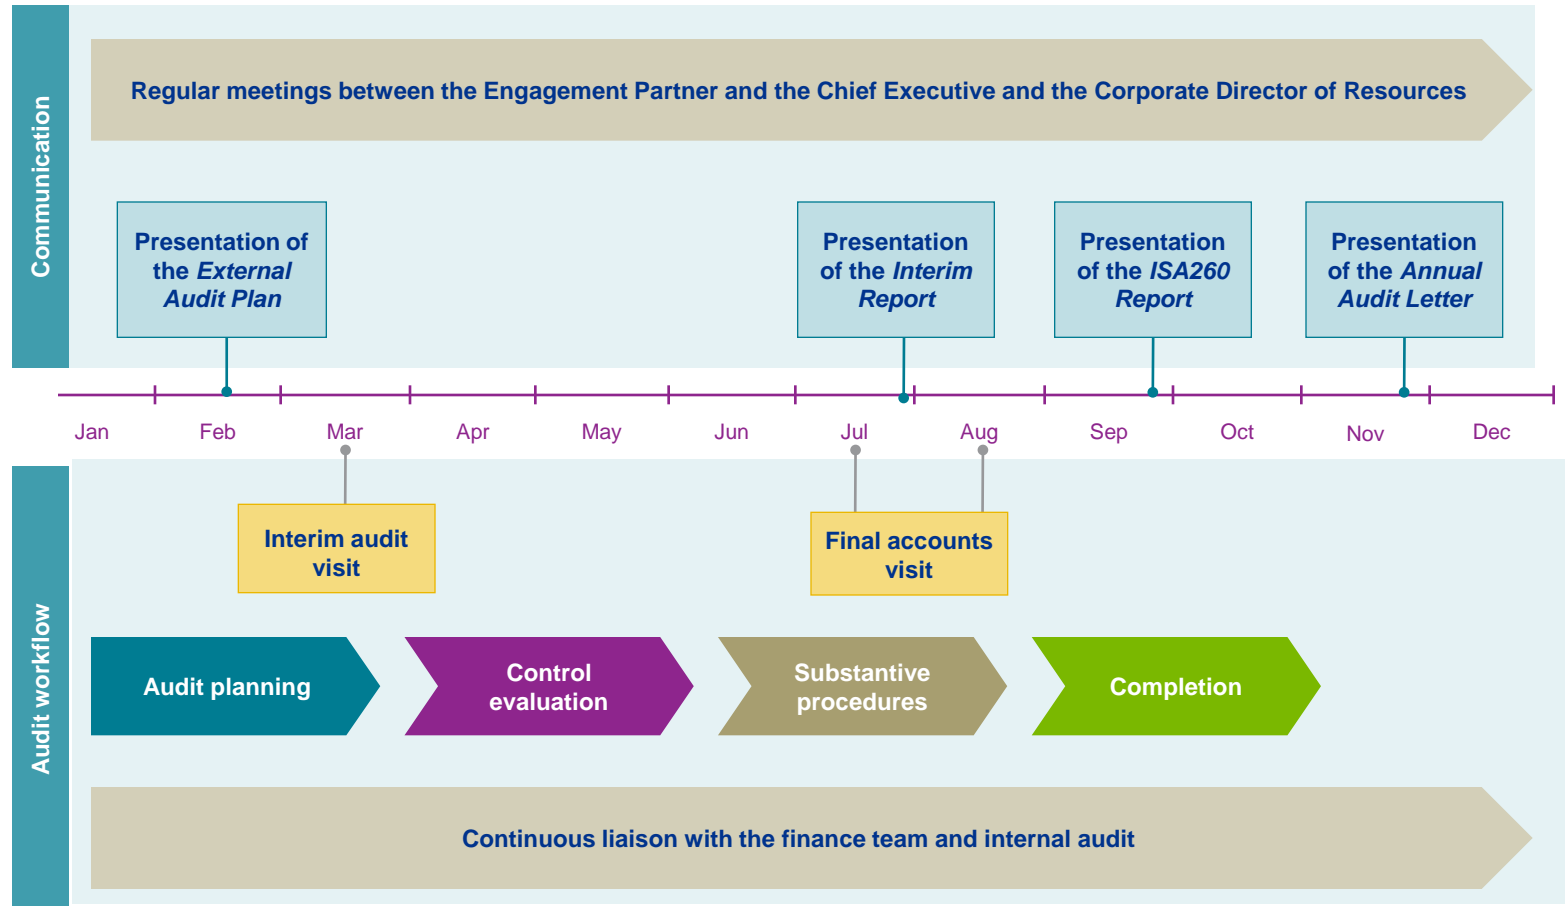 Communication
Regular meetings between the Engagement Partner and the Chief Executive and the Corporate Director of Resources
Presentation of
the External
Audit Plan
Presentation
of the Interim
Report
Presentation
of the ISA260
Report
Presentation
of the Annual
Audit Letter
Jan
Feb
Mar
Apr
May
Jun
Jul
Aug
Sep
Oct
Nov
Dec
Audit workflow
Interim audit
visit
Final accounts
visit
Audit planning
Control
evaluation
Substantive
procedures
Completion
Continuous liaison with the finance team and internal audit